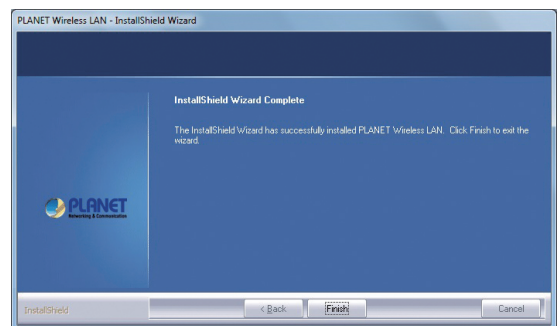 PLANET Wireless LAN - InstallShield Wizard
InstallShield Wizard Complete
The InstallShield Wizard has successfully installed PLANET Wireless LAN. Click Finish to exit the
wizard.
PLANET
Networking & Communication
InstallShield
< Back
Finish
Cancel